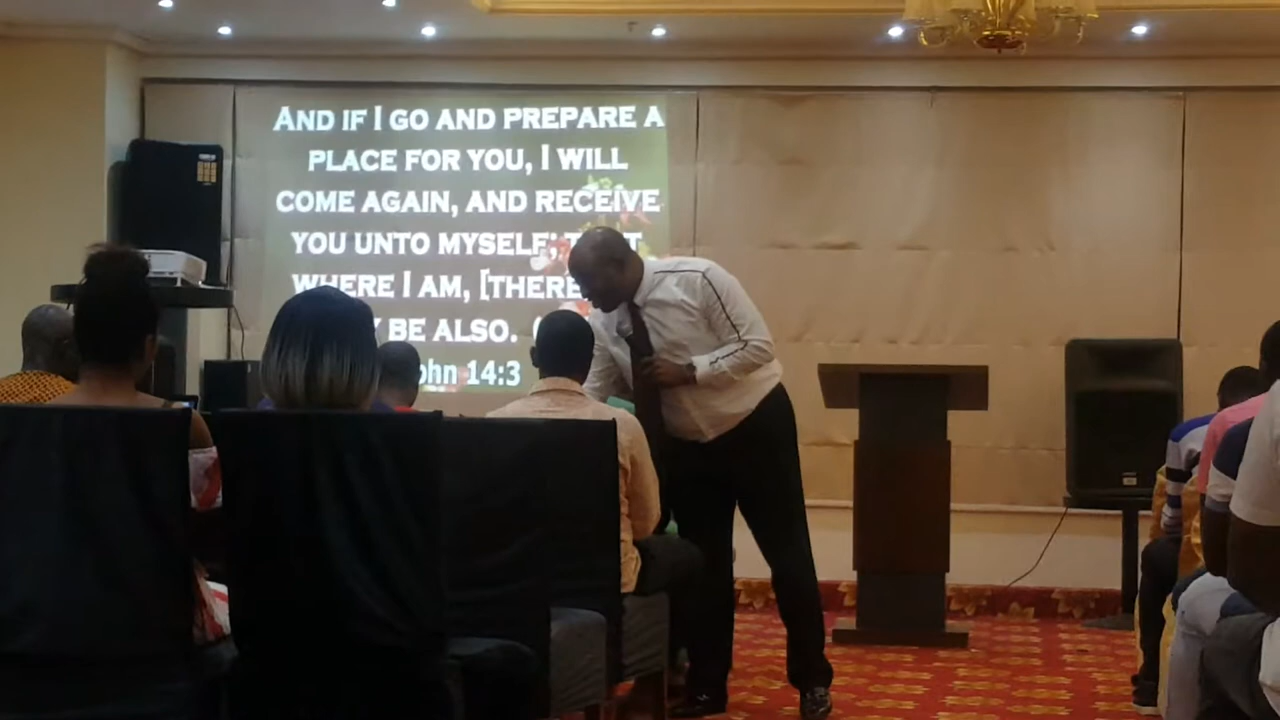 AND IF I GO AND PREPARE A
PLACE FOR YOU, I WILL
COME AGAIN, AND RECEIVE
YOU UNTO MYSELF;
WHERE I AM, [THERE
BE ALSO. (
John 14:3